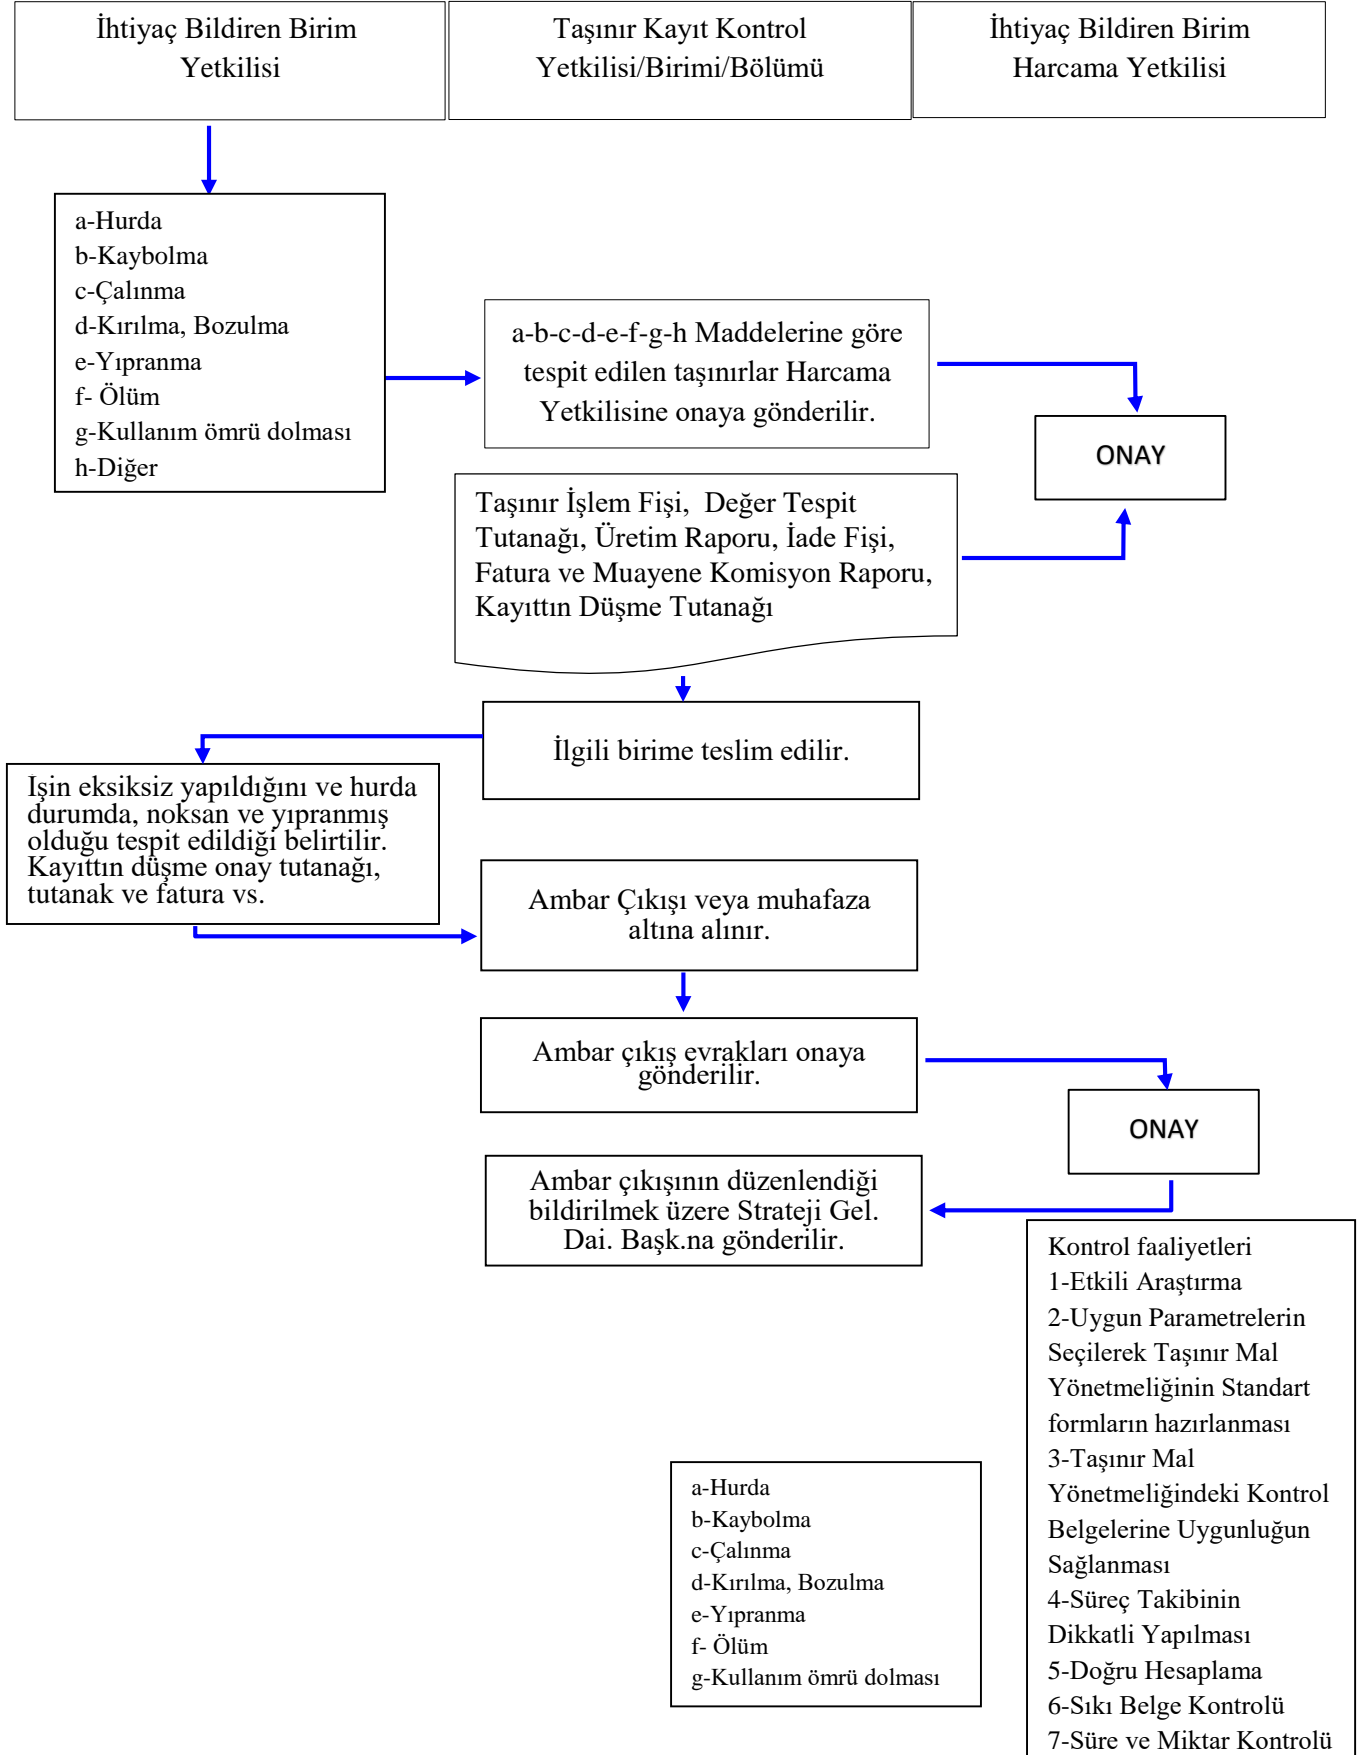 İhtiyaç Bildiren Birim
Yetkilisi
Taşınır Kayıt Kontrol
Yetkilisi/Birimi/Bölümü
İhtiyaç Bildiren Birim
Harcama Yetkilisi
a-Hurda
b-Kaybolma
c-Çalınma
d-Kırılma, Bozulma
e-Yıpranma
f- Ölüm
g-Kullanım ömrü dolması
h-Diğer
a-b-c-d-e-f-g-h Maddelerine göre
tespit edilen taşınırlar Harcama
Yetkilisine onaya gönderilir.
ONAY
Taşınır İşlem Fişi,  Değer Tespit
Tutanağı, Üretim Raporu, İade Fişi,
Fatura ve Muayene Komisyon Raporu,
Kayıttın Düşme Tutanağı
İlgili birime teslim edilir.
Işin eksiksiz yapıldığını ve hurda
durumda, noksan ve yıpranmış
olduğu tespit edildiği belirtilir.
Kayıttın düşme onay tutanağı,
tutanak ve fatura vs.
Ambar Çıkışı veya muhafaza
altına alınır.
Ambar çıkış evrakları onaya
gönderilir.
ONAY
Ambar çıkışının düzenlendiği
bildirilmek üzere Strateji Gel.
Dai. Başk.na gönderilir.
Kontrol faaliyetleri
1-Etkili Araştırma
2-Uygun Parametrelerin
Seçilerek Taşınır Mal
Yönetmeliğinin Standart
formların hazırlanması
3-Taşınır Mal
Yönetmeliğindeki Kontrol
Belgelerine Uygunluğun
Sağlanması
4-Süreç Takibinin
Dikkatli Yapılması
5-Doğru Hesaplama
6-Sıkı Belge Kontrolü
7-Süre ve Miktar Kontrolü
a-Hurda
b-Kaybolma
c-Çalınma
d-Kırılma, Bozulma
e-Yıpranma
f- Ölüm
g-Kullanım ömrü dolması